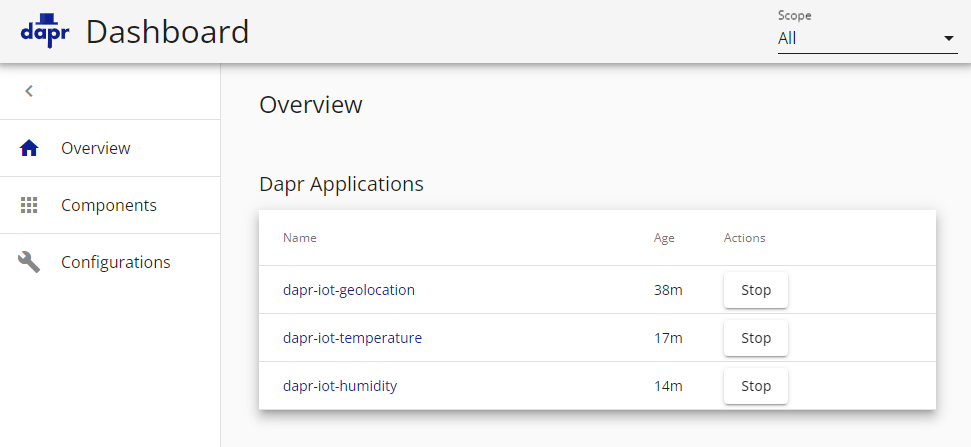 dapr Dashboard
Scope
All
Overview
Components
Configurations
Overview
Dapr Applications
Name Age Actions
dapr-iot-geolocation 38m Stop
dapr-iot-temperature 17m Stop
dapr-iot-humidity 14m Stop